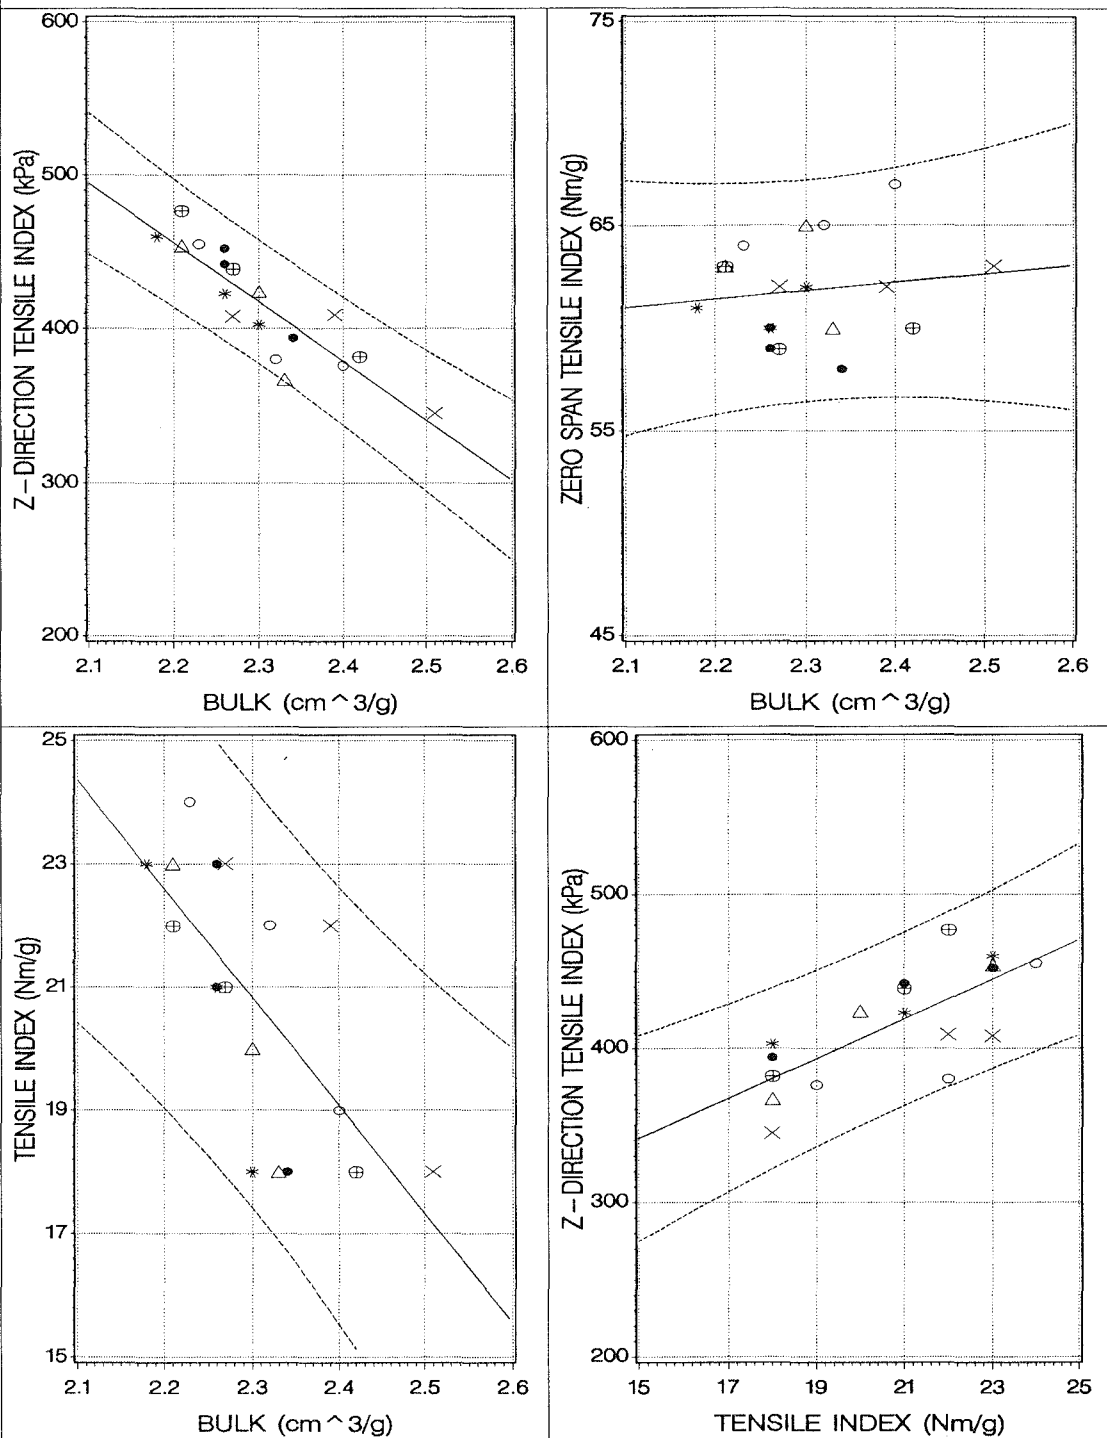 600
500
400
300
200
Z-DIRECTION TENSILE INDEX (kPa)
2.1 2.2 2.3 2.4 2.5 2.6
BULK (cm^3/g)
75
65
55
45
ZERO SPAN TENSILE INDEX (Nm/g)
2.1 2.2 2.3 2.4 2.5 2.6
BULK (cm^3/g)
25
23
21
19
17
15
TENSILE INDEX (Nm/g)
2.1 2.2 2.3 2.4 2.5 2.6
BULK (cm^3/g)
600
500
400
300
200
Z-DIRECTION TENSILE INDEX (kPa)
15 17 19 21 23 25
TENSILE INDEX (Nm/g)